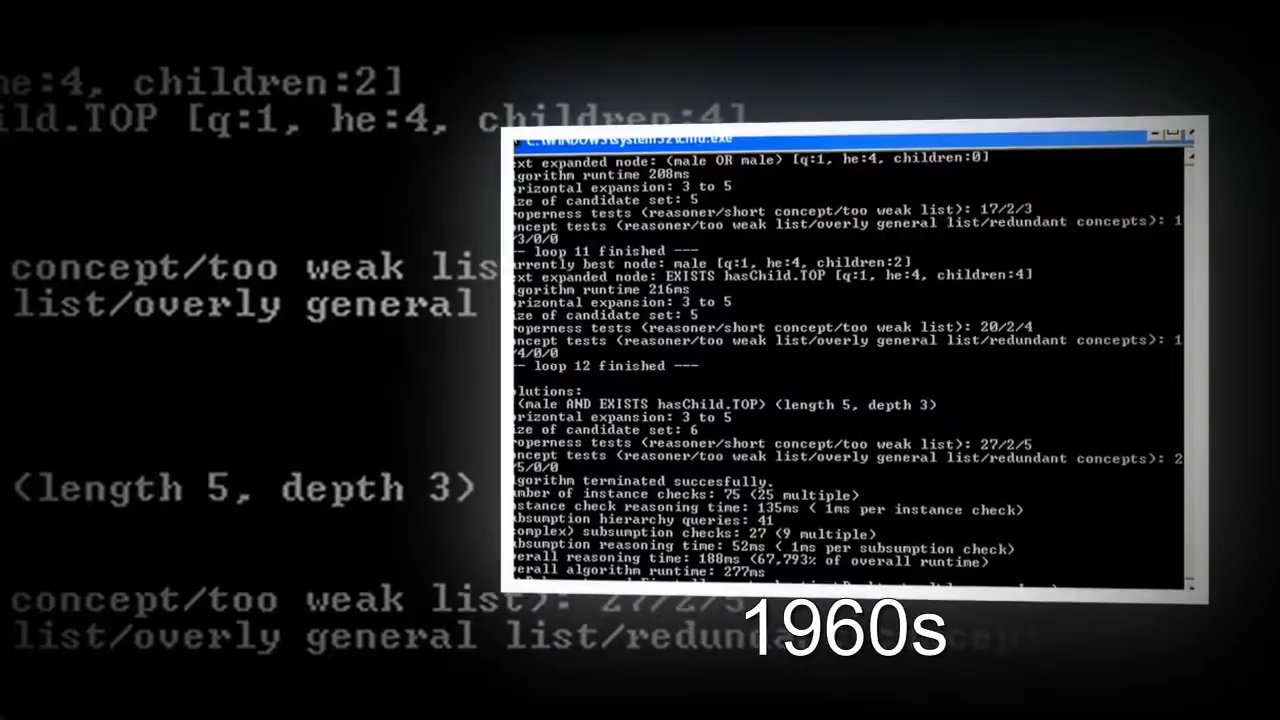 he:4, children:2]
ild.TOP [q:1, he:4, children:4]
concept/too weak lis
list/overly general
(length 5, depth 3)
concept/too weak list): 27/2/5
list/overly general list/redunda concept
C:\WINDOWS\system32\cmd.exe
ext expanded node: (male OR male) [q:1, he:4, children:0]
lgorithm runtime 208ms
orizontal expansion: 3 to 5
ize of candidate set: 5
roperness tests (reasoner/short concept/too weak list): 17/2/3
oncept tests (reasoner/too weak list/overly general list/redundant concepts): 1
/3/0/0
-- loop 11 finished ---
urrently best node: male [q:1, he:4, children:2]
ext expanded node: EXISTS hasChild.TOP [q:1, he:4, children:4]
lgorithm runtime 216ms
orizontal expansion: 3 to 5
ize of candidate set: 5
roperness tests (reasoner/short concept/too weak list): 20/2/4
oncept tests (reasoner/too weak list/overly general list/redundant concepts): 1
/4/0/0
-- loop 12 finished ---
olutions:
(male AND EXISTS hasChild.TOP) (length 5, depth 3)
orizontal expansion: 3 to 5
ize of candidate set: 6
roperness tests (reasoner/short concept/too weak list): 27/2/5
oncept tests (reasoner/too weak list/overly general list/redundant concepts): 2
/5/0/0
lgorithm terminated succesfully.
umber of instance checks: 75 (25 multiple)
nstance check reasoning time: 135ms ( 1ms per instance check)
ubsumption hierarchy queries: 41
complex) subsumption checks: 27 (9 multiple)
ubsumption reasoning time: 52ms ( 1ms per subsumption check)
verall reasoning time: 188ms (67,793% of overall runtime)
verall algorithm runtime: 277ms
1960s